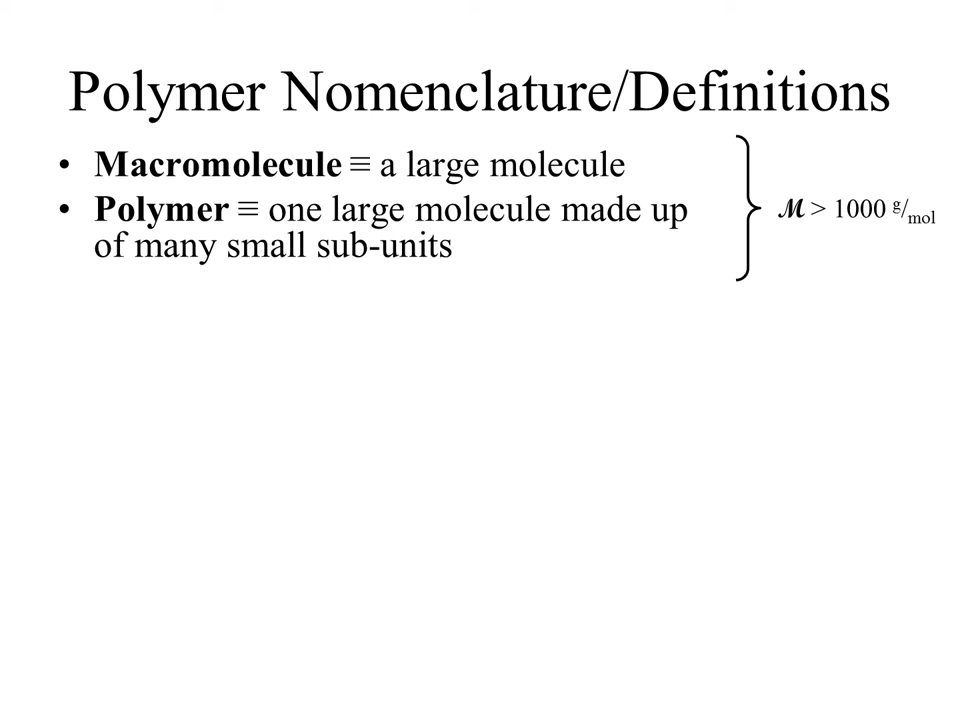 Polymer Nomenclature/Definitions
• Macromolecule ≡ a large molecule
• Polymer ≡ one large molecule made up
of many small sub-units
ℳ > 1000 g/mol